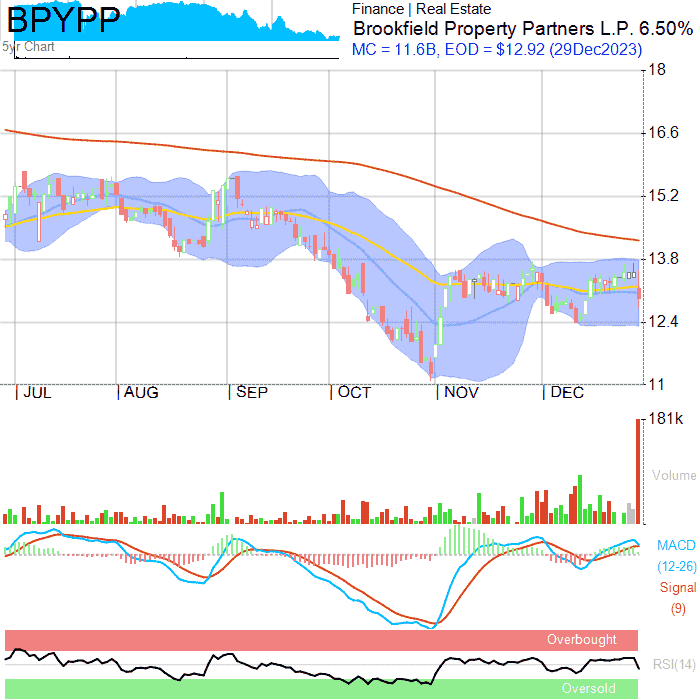 BPYPP
5yr Chart
Finance | Real Estate
Brookfield Property Partners L.P. 6.50%
MC = 11.6B, EOD = $12.92 (29Dec2023)
18
16.6
15.2
13.8
12.4
11
| JUL | AUG | SEP | OCT | NOV | DEC
181k
Volume
MACD
(12-26)
Signal
(9)
Overbought
RSI(14)
Oversold